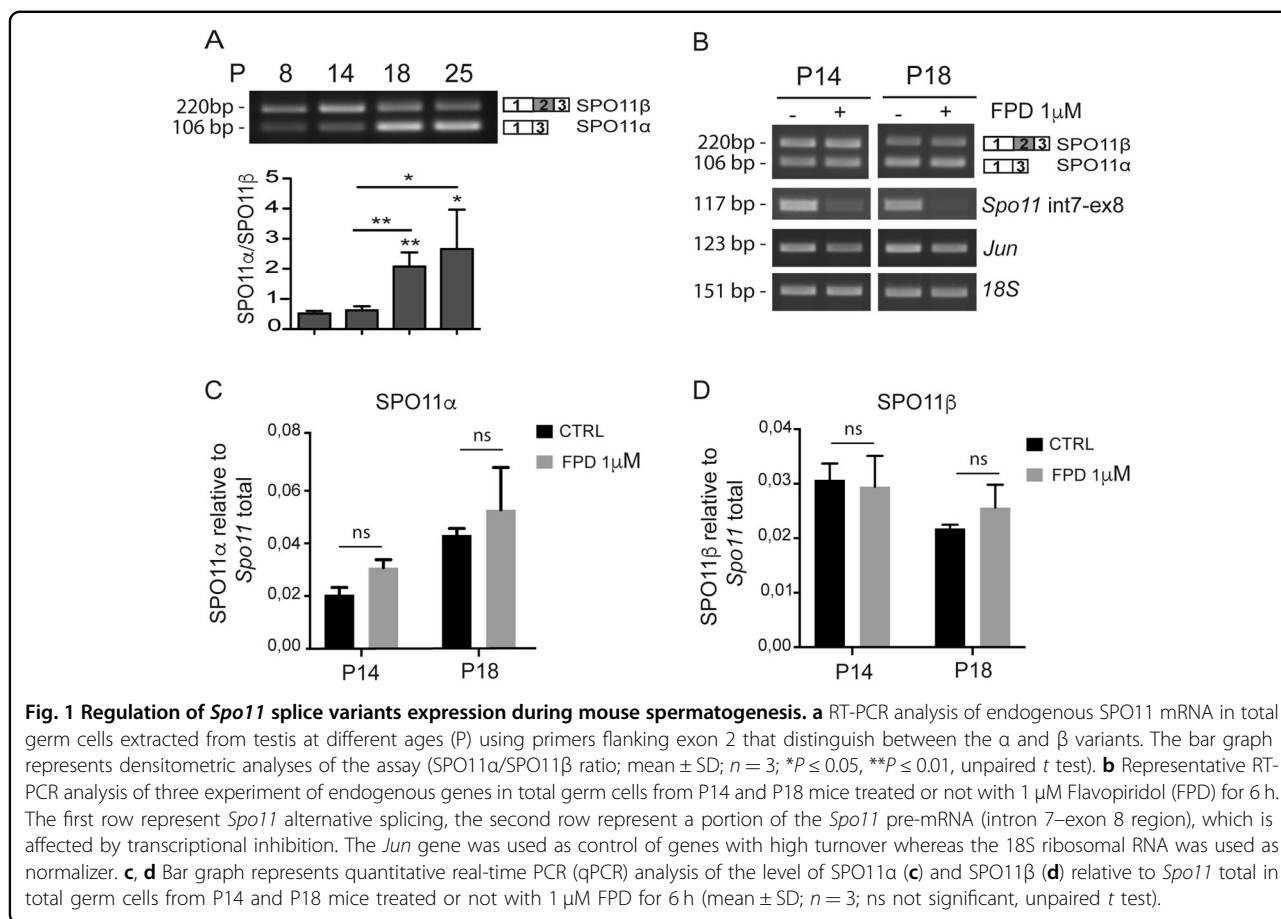 A
P 8 14 18 25
220bp - 1 2 3 SPO11β
106 bp - 1 3 SPO11α
SPO11α/SPO11β
5
4
3
2
1
0
*
** *
**
B
P14 P18
- + - + FPD 1µM
220bp - 1 2 3 SPO11β
106 bp - 1 3 SPO11α
117 bp - Spo11 int7-ex8
123 bp - Jun
151 bp - 18S
C
SPO11α
SPO11α relative to
Spo11 total
0,08
0,06
0,04
0,02
0,00
ns
ns
CTRL
FPD 1µM
P14 P18
D
SPO11β
SPO11β relative to
Spo11 total
0,04
0,03
0,02
0,01
0,00
ns
ns
CTRL
FPD 1µM
P14 P18
Fig. 1 Regulation of Spo11 splice variants expression during mouse spermatogenesis. a RT-PCR analysis of endogenous SPO11 mRNA in total
germ cells extracted from testis at different ages (P) using primers flanking exon 2 that distinguish between the α and β variants. The bar graph
represents densitometric analyses of the assay (SPO11α/SPO11β ratio; mean ± SD; n = 3; *P ≤ 0.05, **P ≤ 0.01, unpaired t test). b Representative RT-
PCR analysis of three experiment of endogenous genes in total germ cells from P14 and P18 mice treated or not with 1 µM Flavopiridol (FPD) for 6 h.
The first row represent Spo11 alternative splicing, the second row represent a portion of the Spo11 pre-mRNA (intron 7–exon 8 region), which is
affected by transcriptional inhibition. The Jun gene was used as control of genes with high turnover whereas the 18S ribosomal RNA was used as
normalizer. c, d Bar graph represents quantitative real-time PCR (qPCR) analysis of the level of SPO11α (c) and SPO11β (d) relative to Spo11 total in
total germ cells from P14 and P18 mice treated or not with 1 µM FPD for 6 h (mean ± SD; n = 3; ns not significant, unpaired t test).